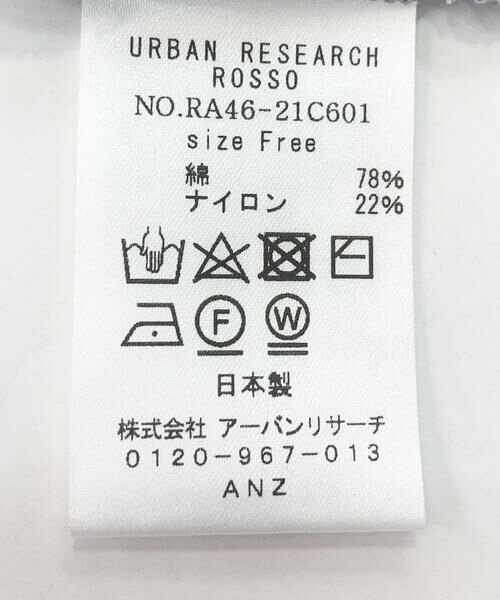 URBAN RESEARCH
ROSSO
NO.RA46-21C601
size Free
綿 78%
ナイロン 22%
F W
日本製
株式会社 アーバンリサーチ
0120-967-013
ANZ